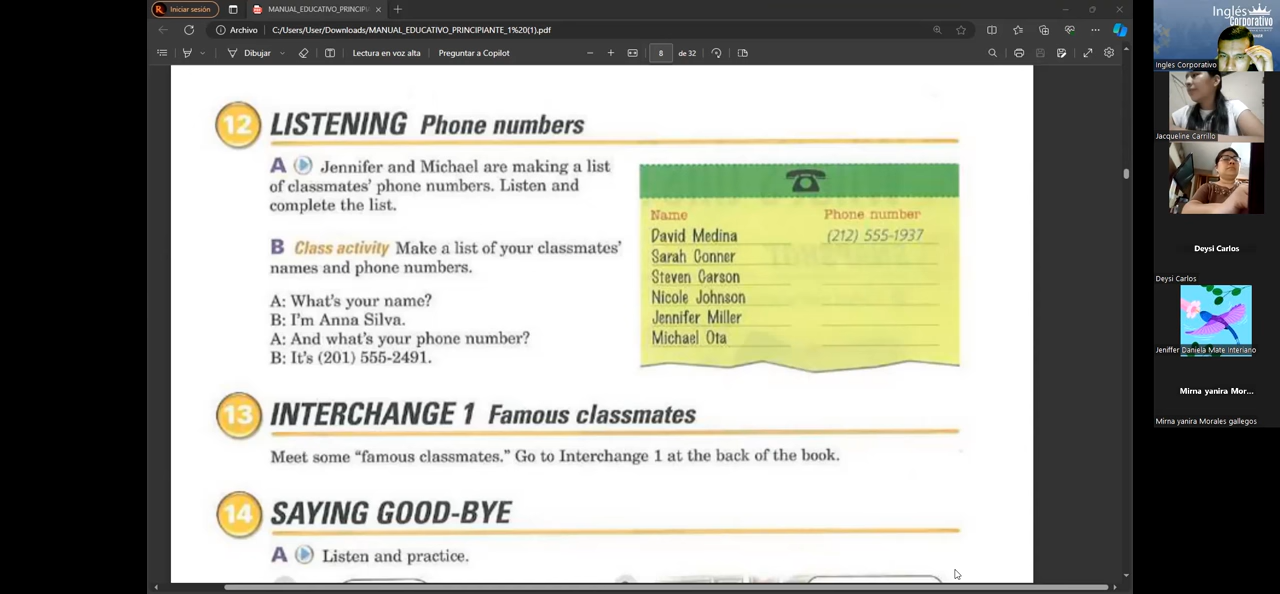 Iniciar sesión
MANUAL_EDUCATIVO_PRINCIPI
Archivo
C:/Users/User/Downloads/MANUAL_EDUCATIVO_PRINCIPIANTE_1%20(1).pdf
Dibujar
Lectura en voz alta
Preguntar a Copilot
8
de 32
12 LISTENING Phone numbers
A Jennifer and Michael are making a list
of classmates' phone numbers. Listen and
complete the list.
B Class activity Make a list of your classmates'
names and phone numbers.
A: What's your name?
B: I'm Anna Silva.
A: And what's your phone number?
B: It's (201) 555-2491.
Name Phone number
David Medina (212) 555-1937
Sarah Conner
Steven Carson
Nicole Johnson
Jennifer Miller
Michael Ota
13 INTERCHANGE 1 Famous classmates
Meet some "famous classmates." Go to Interchange 1 at the back of the book.
14 SAYING GOOD-BYE
A Listen and practice.
Inglés
Corporativo
Ingles Corporativo
Jacqueline Carrillo
Deysi Carlos
Deysi Carlos
Jeniffer Daniela Mate Interiano
Mirna yanira Mor...
Mirna yanira Morales gallegos